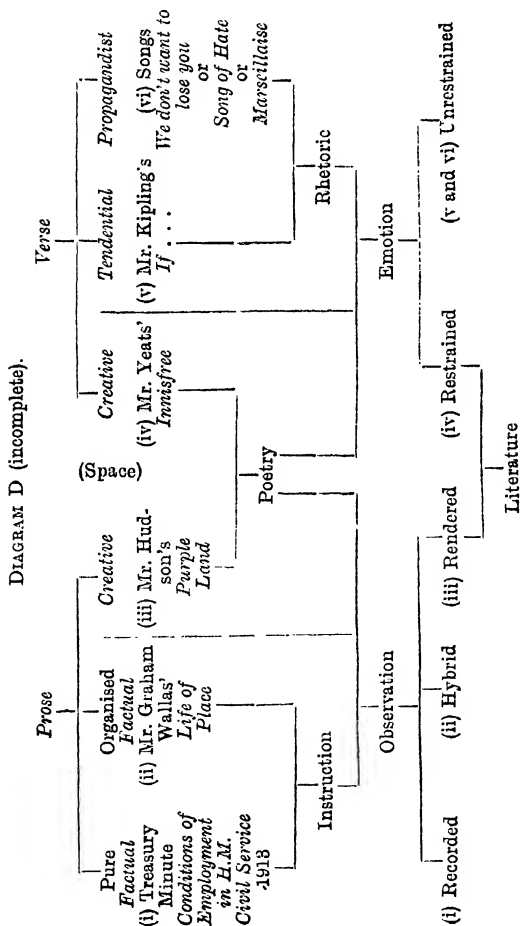 DIAGRAM D (incomplete).
Prose
Verse
Pure
Factual
(i) Treasury
Minute
Conditions of
Employment
in H.M.
Civil Service
1913
Organised
Factual
(ii) Mr. Graham
Wallas'
Life of
Place
Creative
(iii) Mr. Hud-
son's
Purple
Land
(Space)
Creative
(iv) Mr. Yeats'
Innisfree
Tendential
(v) Mr. Kipling's
If . . .
Propagandist
(vi) Songs
We don't want to
lose you
or
Song of Hate
or
Marseillaise
Instruction
Poetry
Rhetoric
Observation
Emotion
(i) Recorded
(ii) Hybrid
(iii) Rendered
(iv) Restrained
(v and vi) Unrestrained
Literature